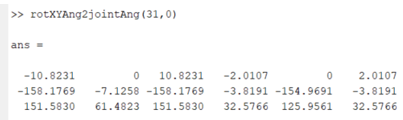 >> rotXYAng2jointAng(31,0)
ans =
-10.8231 0 10.8231 -2.0107 0 2.0107
-158.1769 -7.1258 -158.1769 -3.8191 -154.9691 -3.8191
151.5830 61.4823 151.5830 32.5766 125.9561 32.5766